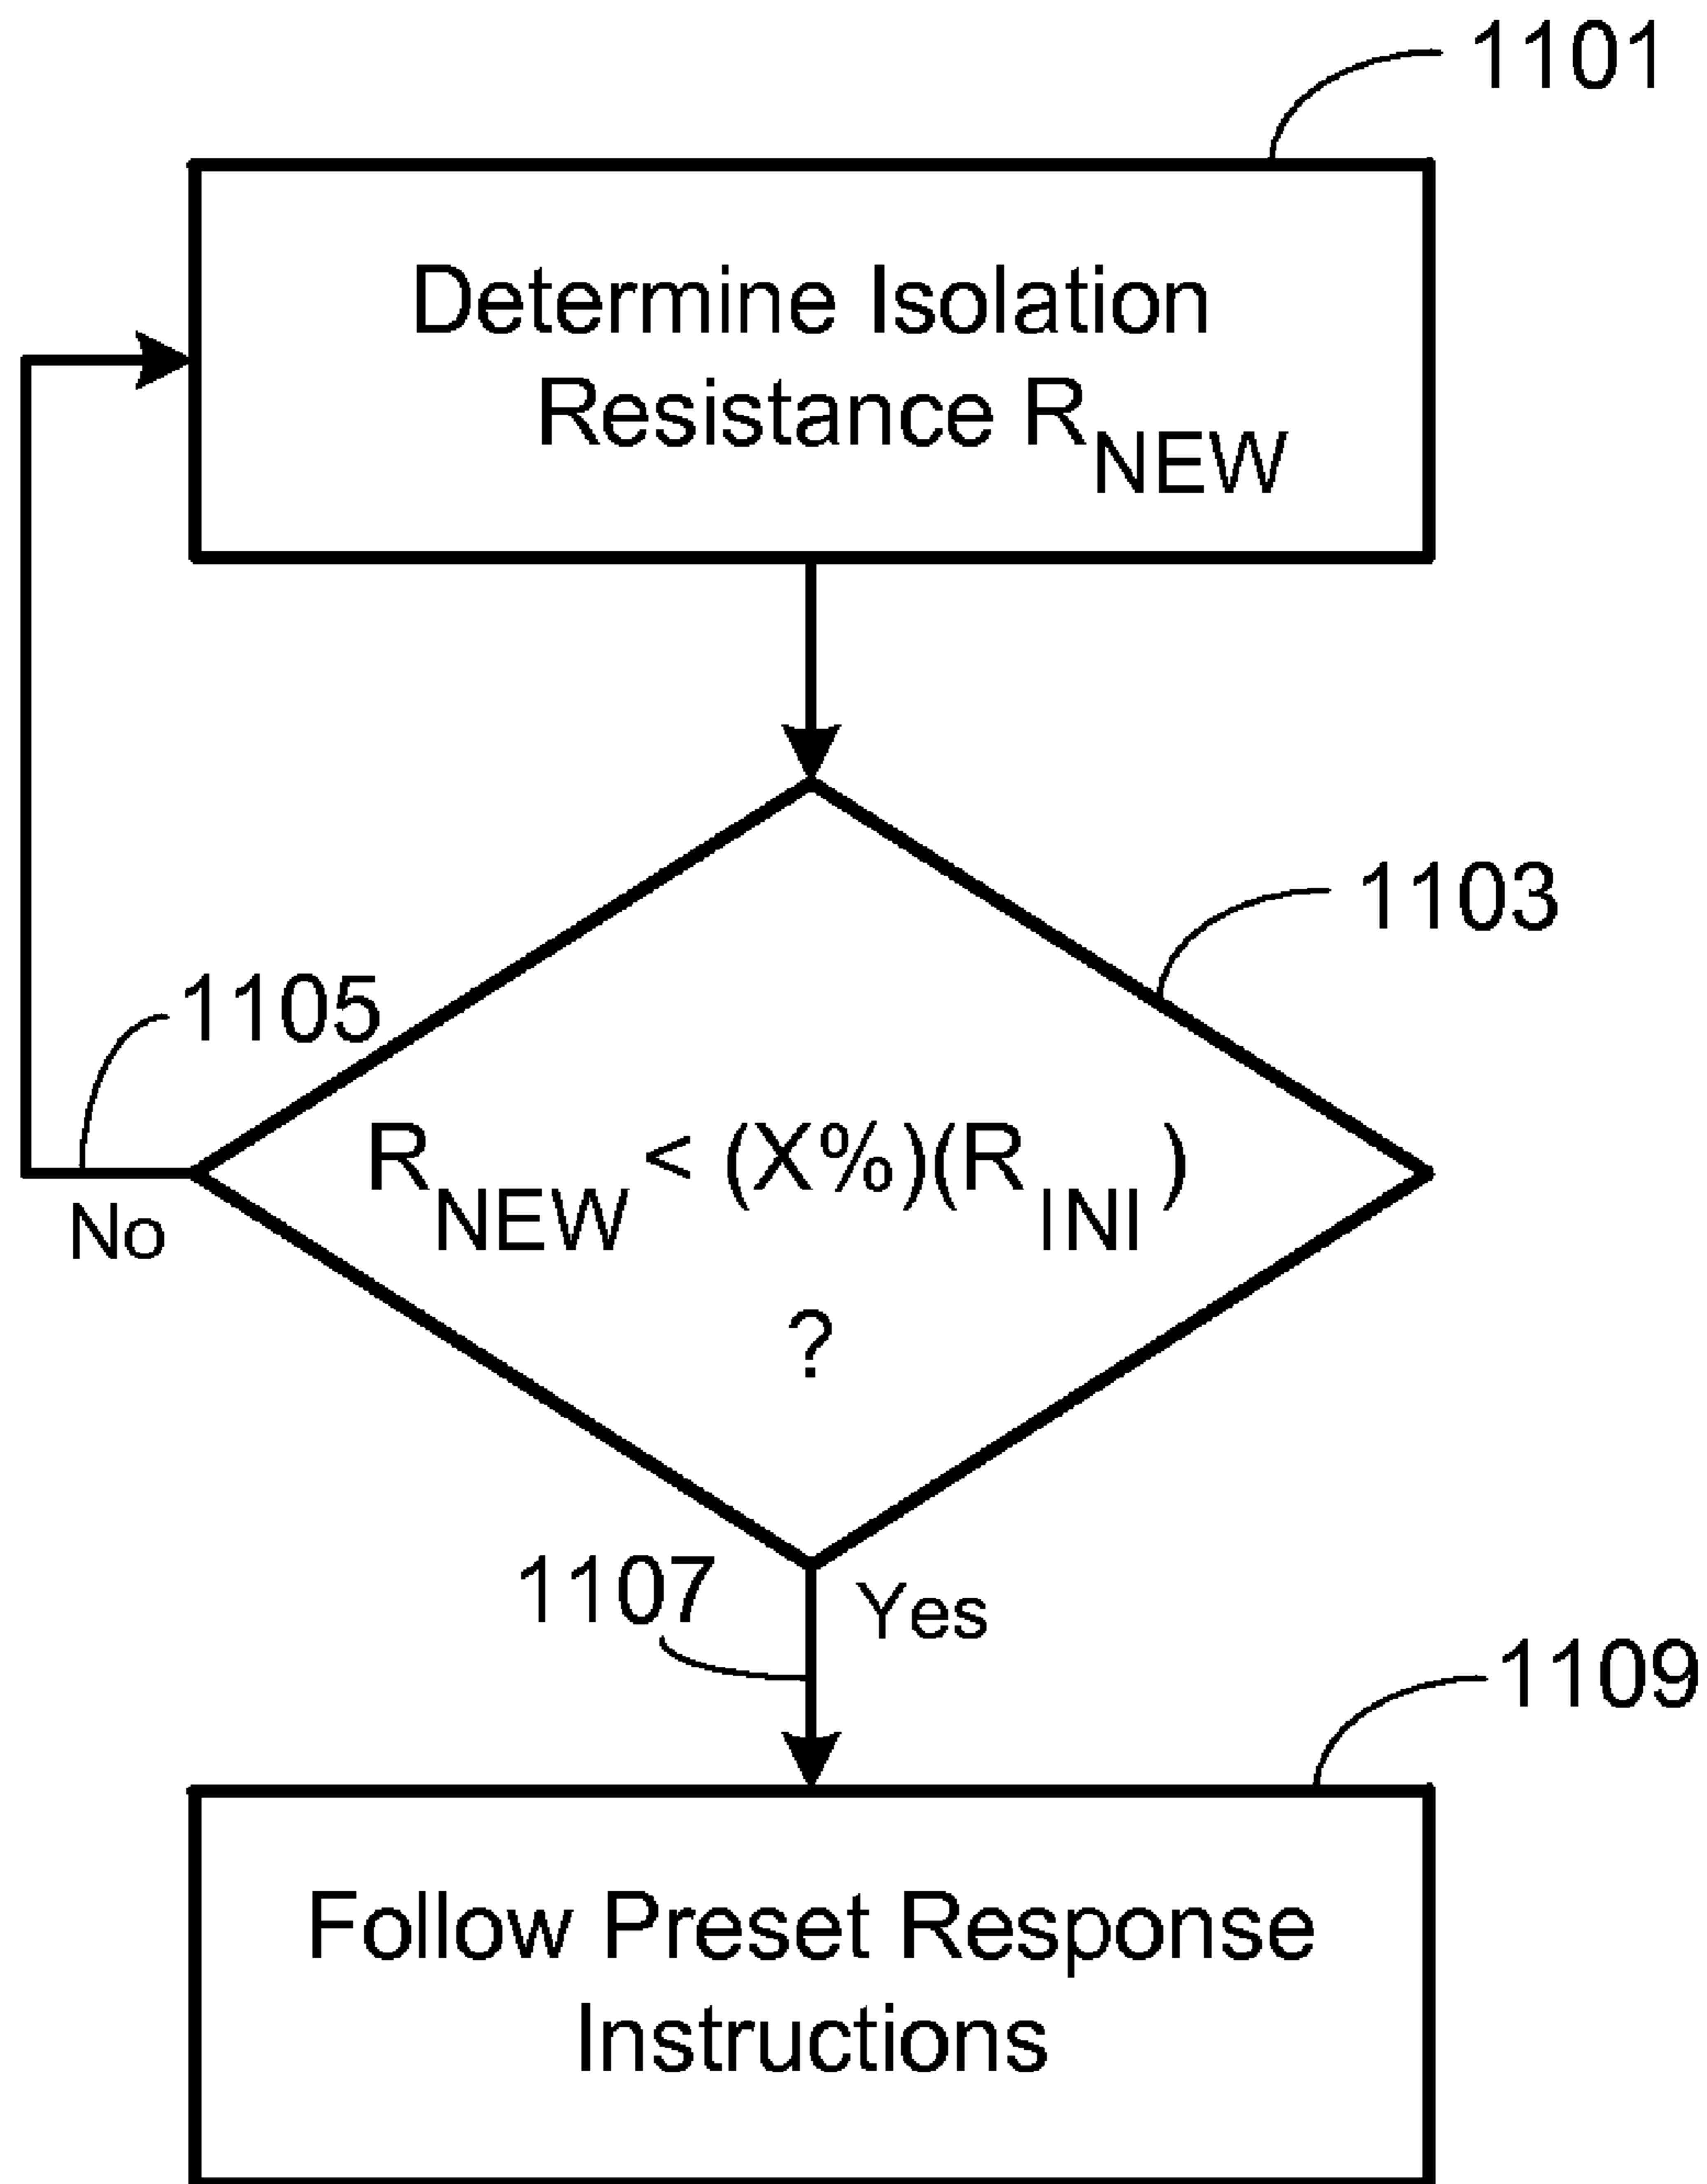 1101
Determine Isolation
Resistance R_NEW
1103
1105
R_NEW < (X%)(R_INI)
No
?
1107
Yes
1109
Follow Preset Response
Instructions